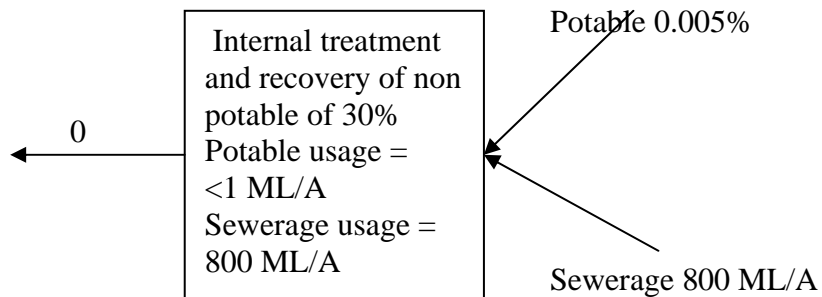 Potable 0.005%
Internal treatment
and recovery of non
potable of 30%
Potable usage =
<1 ML/A
Sewerage usage =
800 ML/A
0
Sewerage 800 ML/A